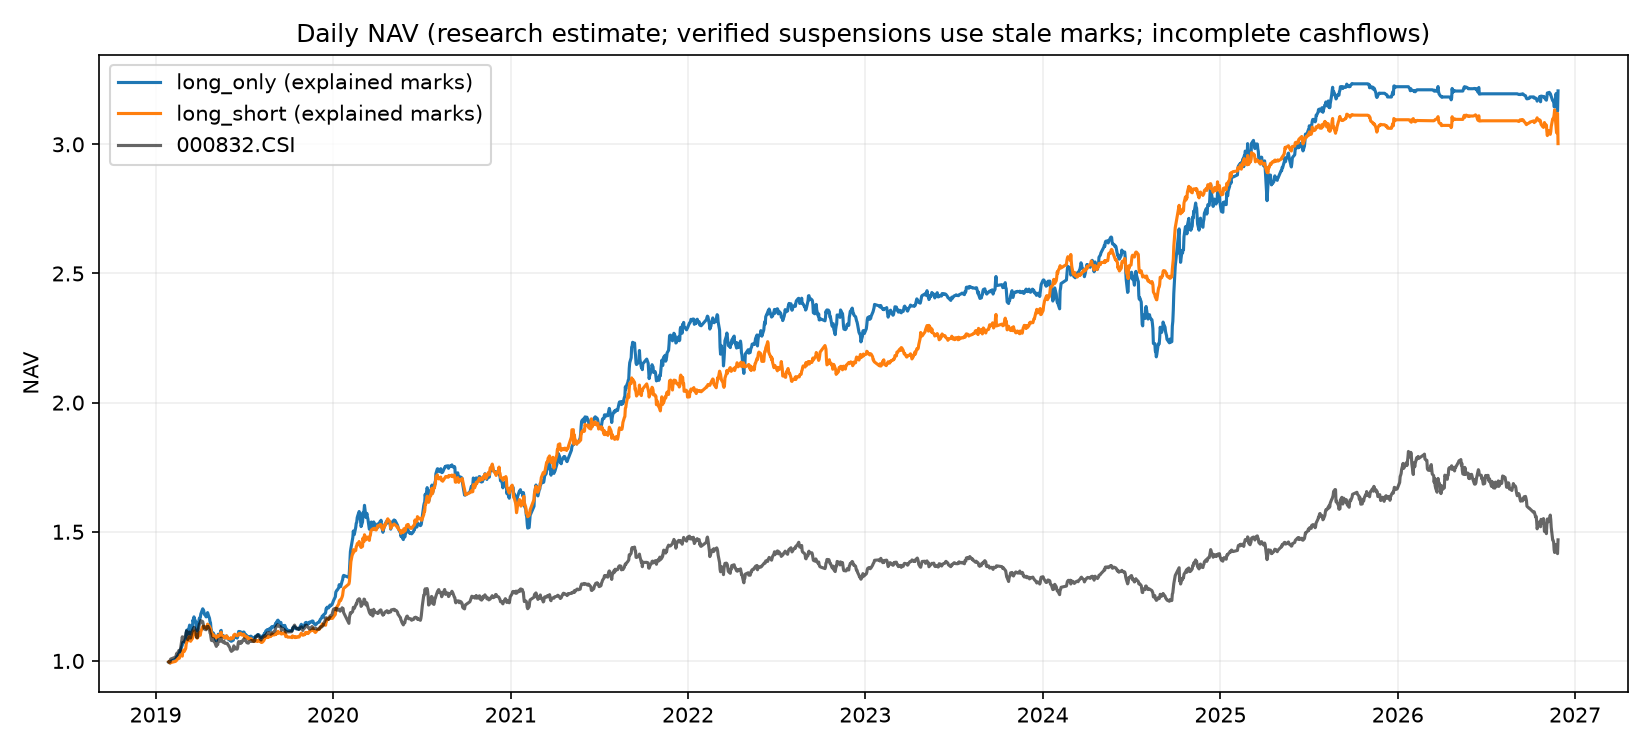 Daily NAV (research estimate; verified suspensions use stale marks; incomplete cashflows)
long_only (explained marks)
long_short (explained marks)
000832.CSI
NAV
3.0
2.5
2.0
1.5
1.0
2019 2020 2021 2022 2023 2024 2025 2026 2027